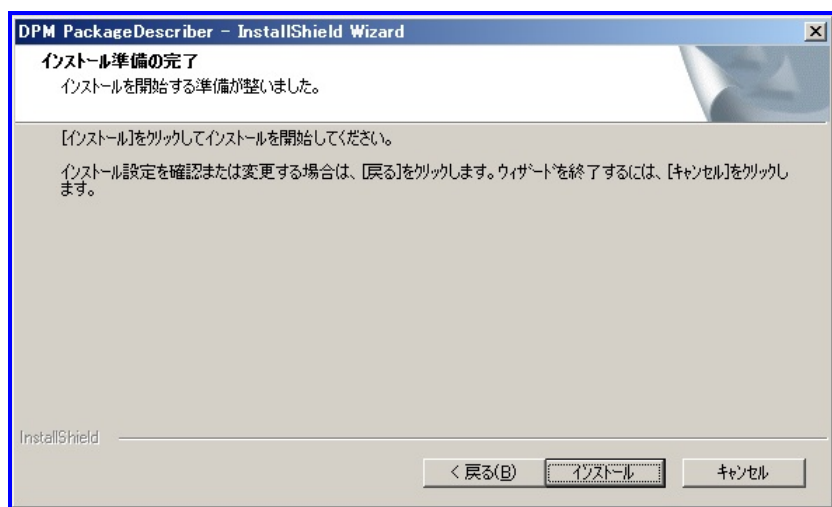 DPM PackageDescriber - InstallShield Wizard
インストール準備の完了
インストールを開始する準備が整いました。
[インストール]をクリックしてインストールを開始してください。
インストール設定を確認または変更する場合は、[戻る]をクリックします。ウィザードを終了するには、[キャンセル]をクリックし
ます。
InstallShield
< 戻る(B) インストール キャンセル